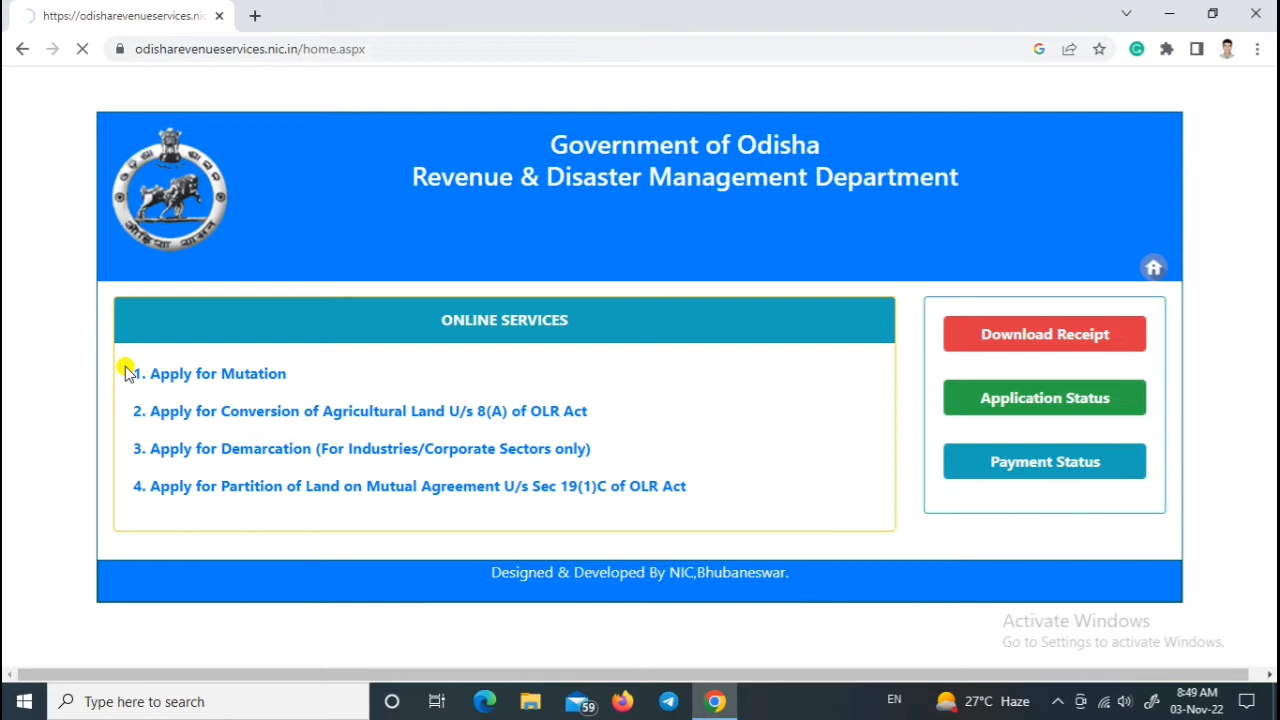 https://odisharevenueservices.nic
odisharevenueservices.nic.in/home.aspx
Government of Odisha
Revenue & Disaster Management Department
ONLINE SERVICES
1. Apply for Mutation
2. Apply for Conversion of Agricultural Land U/s 8(A) of OLR Act
3. Apply for Demarcation (For Industries/Corporate Sectors only)
4. Apply for Partition of Land on Mutual Agreement U/s Sec 19(1)C of OLR Act
Download Receipt
Application Status
Payment Status
Designed & Developed By NIC,Bhubaneswar.
Activate Windows
Go to Settings to activate Windows.
Type here to search
59
EN
27°C Haze
8:49 AM
03-Nov-22